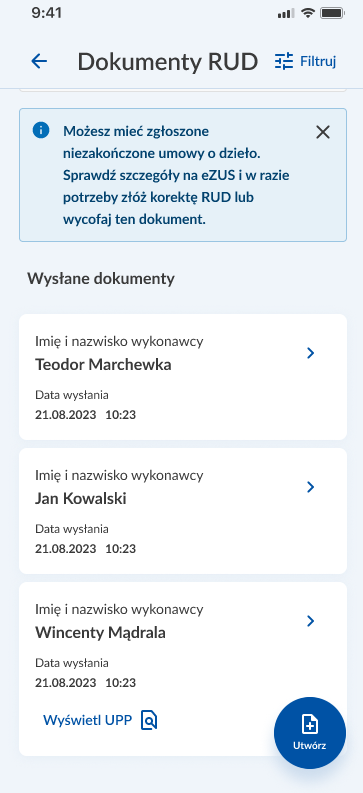 9:41
Dokumenty RUD
Filtruj
Możesz mieć zgłoszone
niezakończone umowy o dzieło.
Sprawdź szczegóły na eZUS i w razie
potrzeby złóż korektę RUD lub
wycofaj ten dokument.
Wysłane dokumenty
Imię i nazwisko wykonawcy
Teodor Marchewka
Data wysłania
21.08.2023 10:23
Imię i nazwisko wykonawcy
Jan Kowalski
Data wysłania
21.08.2023 10:23
Imię i nazwisko wykonawcy
Wincenty Mądrala
Data wysłania
21.08.2023 10:23
Wyświetl UPP
Utwórz